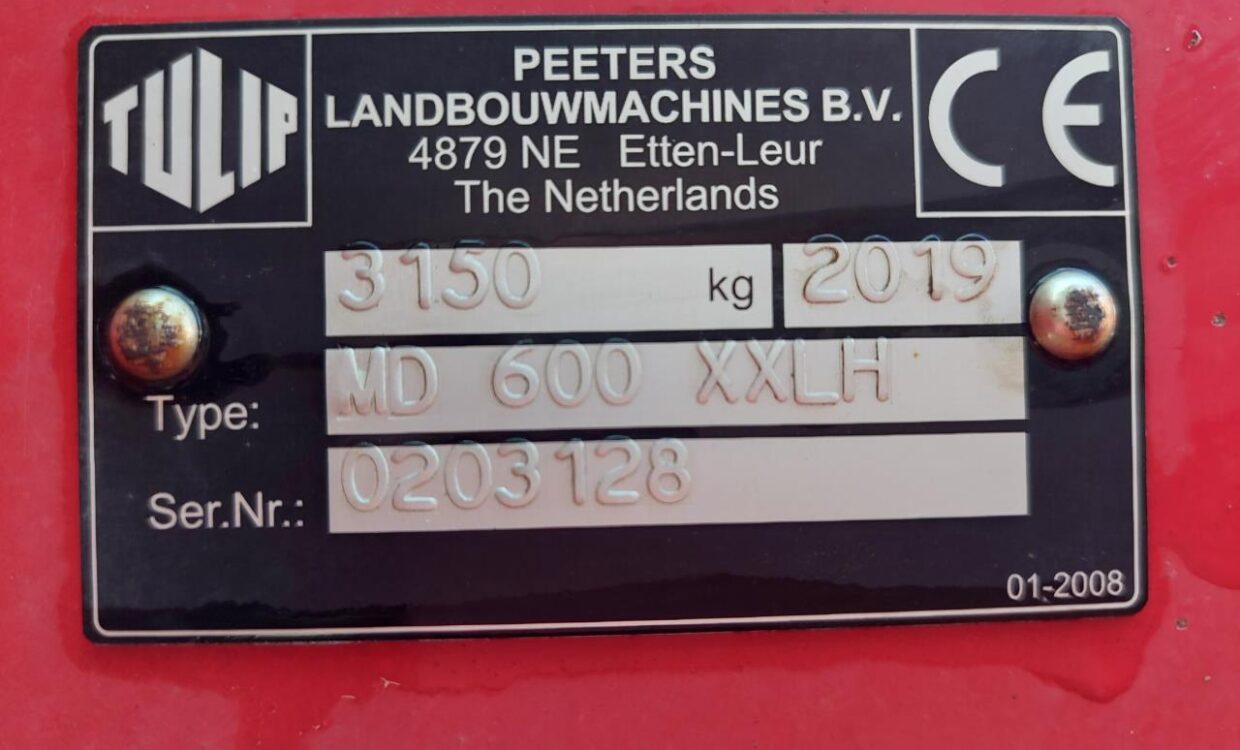 TULIP
PEETERS
LANDBOUWMACHINES B.V.
4879 NE Etten-Leur
The Netherlands
CE
3150 kg 2019
Type: MD 600 XXLH
Ser.Nr.: 0203128
01-2008